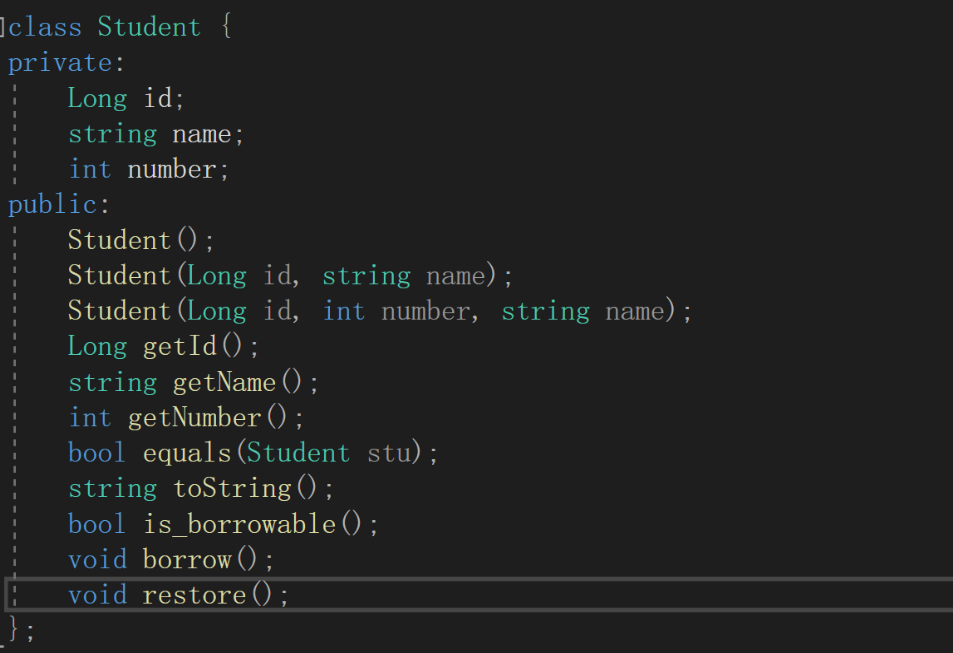 class Student {
private:
    Long id;
    string name;
    int number;
public:
    Student();
    Student(Long id, string name);
    Student(Long id, int number, string name);
    Long getId();
    string getName();
    int getNumber();
    bool equals(Student stu);
    string toString();
    bool is_borrowable();
    void borrow();
    void restore();
};